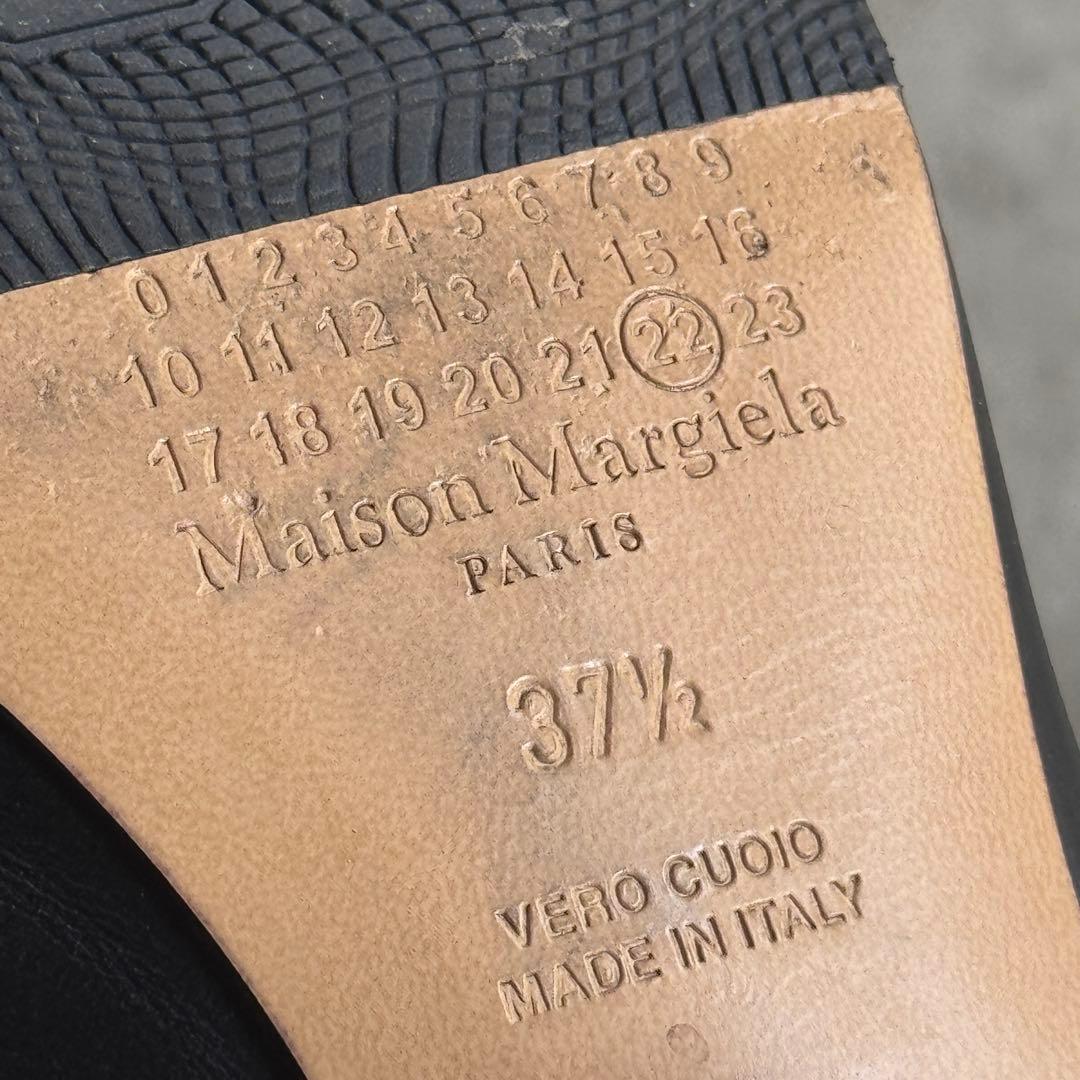 0 1 2 3 4 5 6 7 8 9
10 11 12 13 14 15 16
17 18 19 20 21 22 23
Maison Margiela
PARIS
37½
VERO CUOIO
MADE IN ITALY